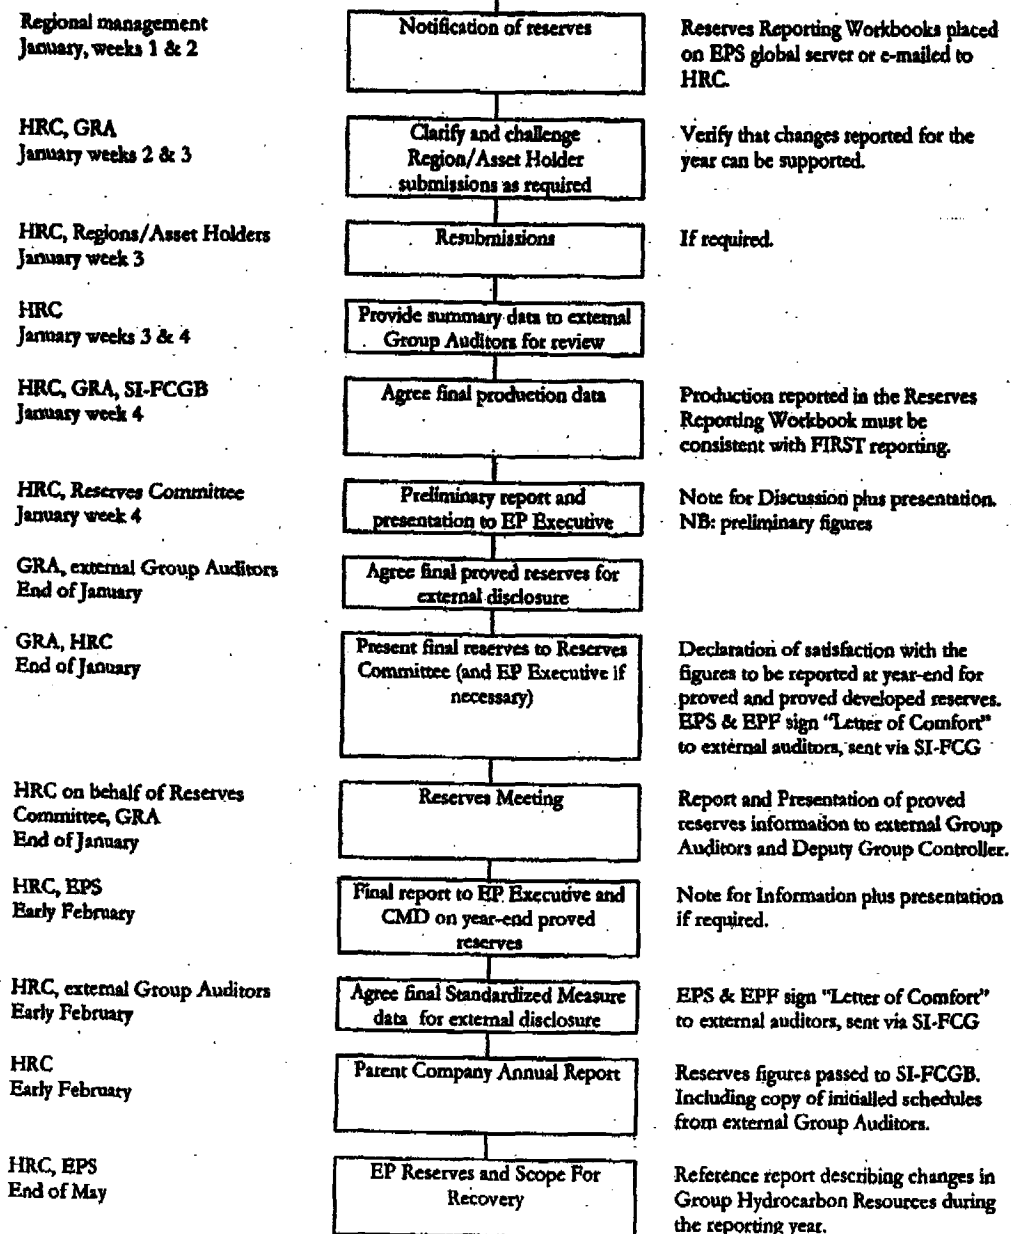 Regional management
January, weeks 1 & 2
Notification of reserves
Reserves Reporting Workbooks placed
on EPS global server or e-mailed to
HRC.
HRC, GRA
January weeks 2 & 3
Clarify and challenge
Region/Asset Holder
submissions as required
Verify that changes reported for the
year can be supported.
HRC, Regions/Asset Holders
January week 3
Resubmissions
If required.
HRC
January weeks 3 & 4
Provide summary data to external
Group Auditors for review
HRC, GRA, SI-FCGB
January week 4
Agree final production data
Production reported in the Reserves
Reporting Workbook must be
consistent with FIRST reporting.
HRC, Reserves Committee
January week 4
Preliminary report and
presentation to EP Executive
Note for Discussion plus presentation.
NB: preliminary figures
GRA, external Group Auditors
End of January
Agree final proved reserves for
external disclosure
GRA, HRC
End of January
Present final reserves to Reserves
Committee (and EP Executive if
necessary)
Declaration of satisfaction with the
figures to be reported at year-end for
proved and proved developed reserves.
EPS & EPF sign "Letter of Comfort"
to external auditors, sent via SI-FCG
HRC on behalf of Reserves
Committee, GRA
End of January
Reserves Meeting
Report and Presentation of proved
reserves information to external Group
Auditors and Deputy Group Controller.
HRC, EPS
Early February
Final report to EP Executive and
CMD on year-end proved
reserves
Note for Information plus presentation
if required.
HRC, external Group Auditors
Early February
Agree final Standardized Measure
data for external disclosure
EPS & EPF sign "Letter of Comfort"
to external auditors, sent via SI-FCG
HRC
Early February
Parent Company Annual Report
Reserves figures passed to SI-FCGB.
Including copy of initialled schedules
from external Group Auditors.
HRC, EPS
End of May
EP Reserves and Scope For
Recovery
Reference report describing changes in
Group Hydrocarbon Resources during
the reporting year.